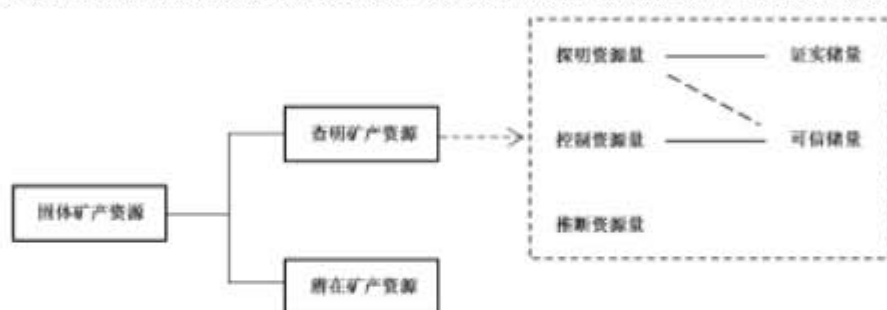 探明资源量 证实储量
查明矿产资源
控制资源量 可信储量
固体矿产资源
推断资源量
潜在矿产资源